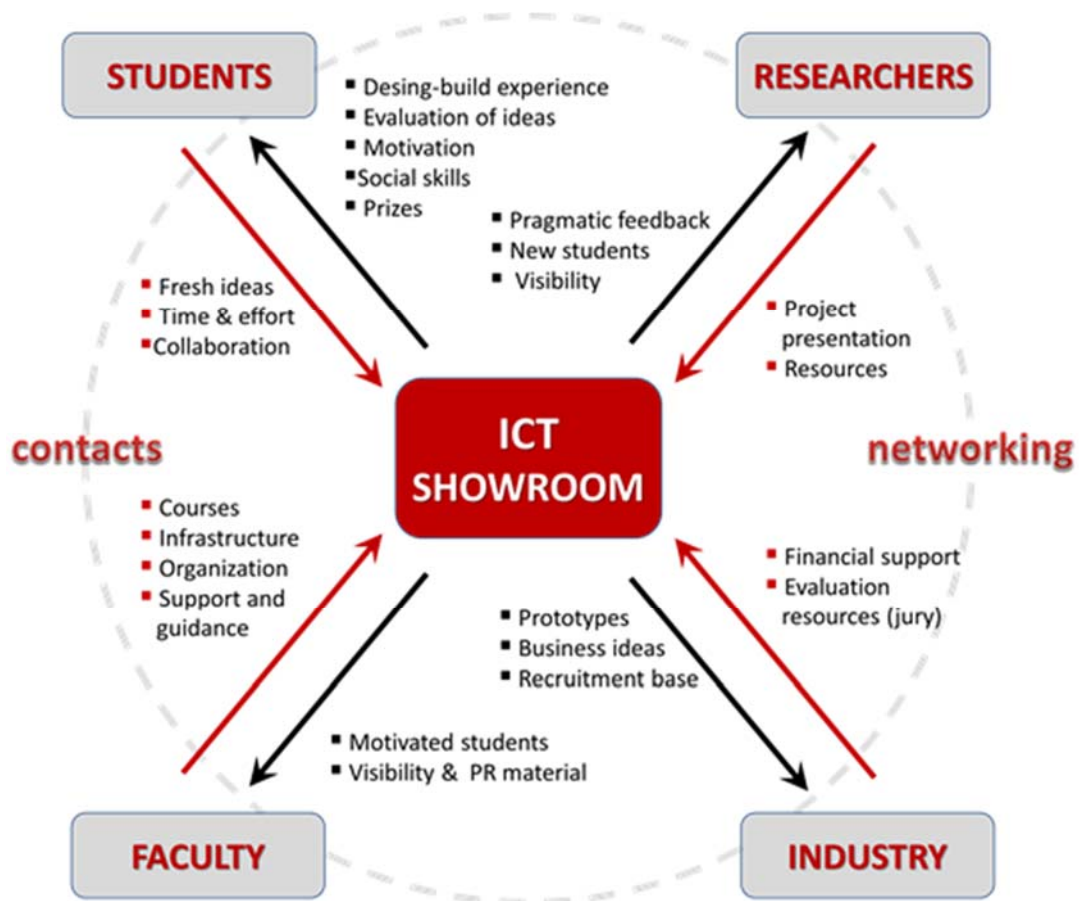 STUDENTS
RESEARCHERS
▪ Desing-build experience
▪ Evaluation of ideas
▪ Motivation
▪Social skills
▪ Prizes
▪ Pragmatic feedback
▪ New students
▪ Visibility
▪ Fresh ideas
▪ Time & effort
▪Collaboration
▪ Project
presentation
▪ Resources
ICT
SHOWROOM
contacts
networking
▪ Courses
▪ Infrastructure
▪ Organization
▪ Support and
guidance
▪ Financial support
▪ Evaluation
resources (jury)
▪ Prototypes
▪ Business ideas
▪ Recruitment base
▪ Motivated students
▪ Visibility & PR material
FACULTY
INDUSTRY